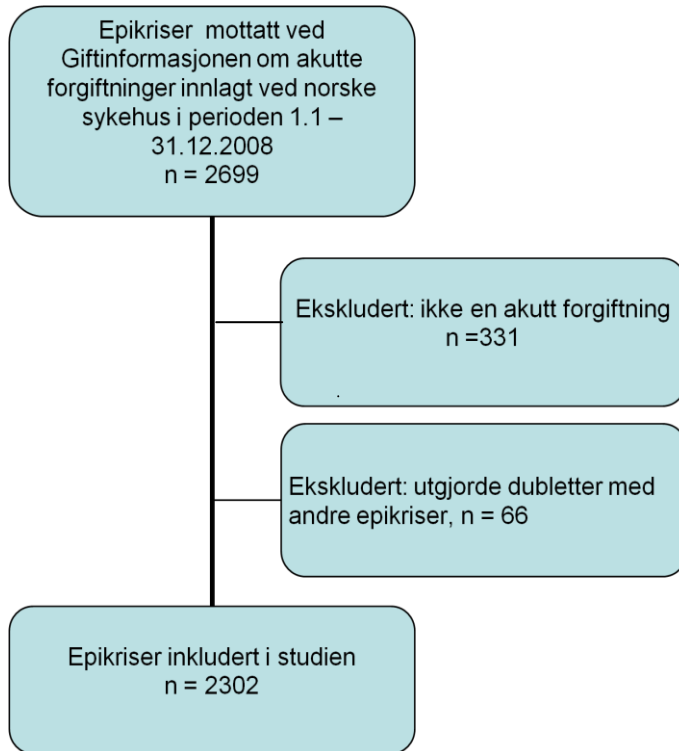 Epikriser mottatt ved
Giftinformasjonen om akutte
forgiftninger innlagt ved norske
sykehus i perioden 1.1 –
31.12.2008
n = 2699
Ekskludert: ikke en akutt forgiftning
n =331
.
Ekskludert: utgjorde dubletter med
andre epikriser, n = 66
Epikriser inkludert i studien
n = 2302